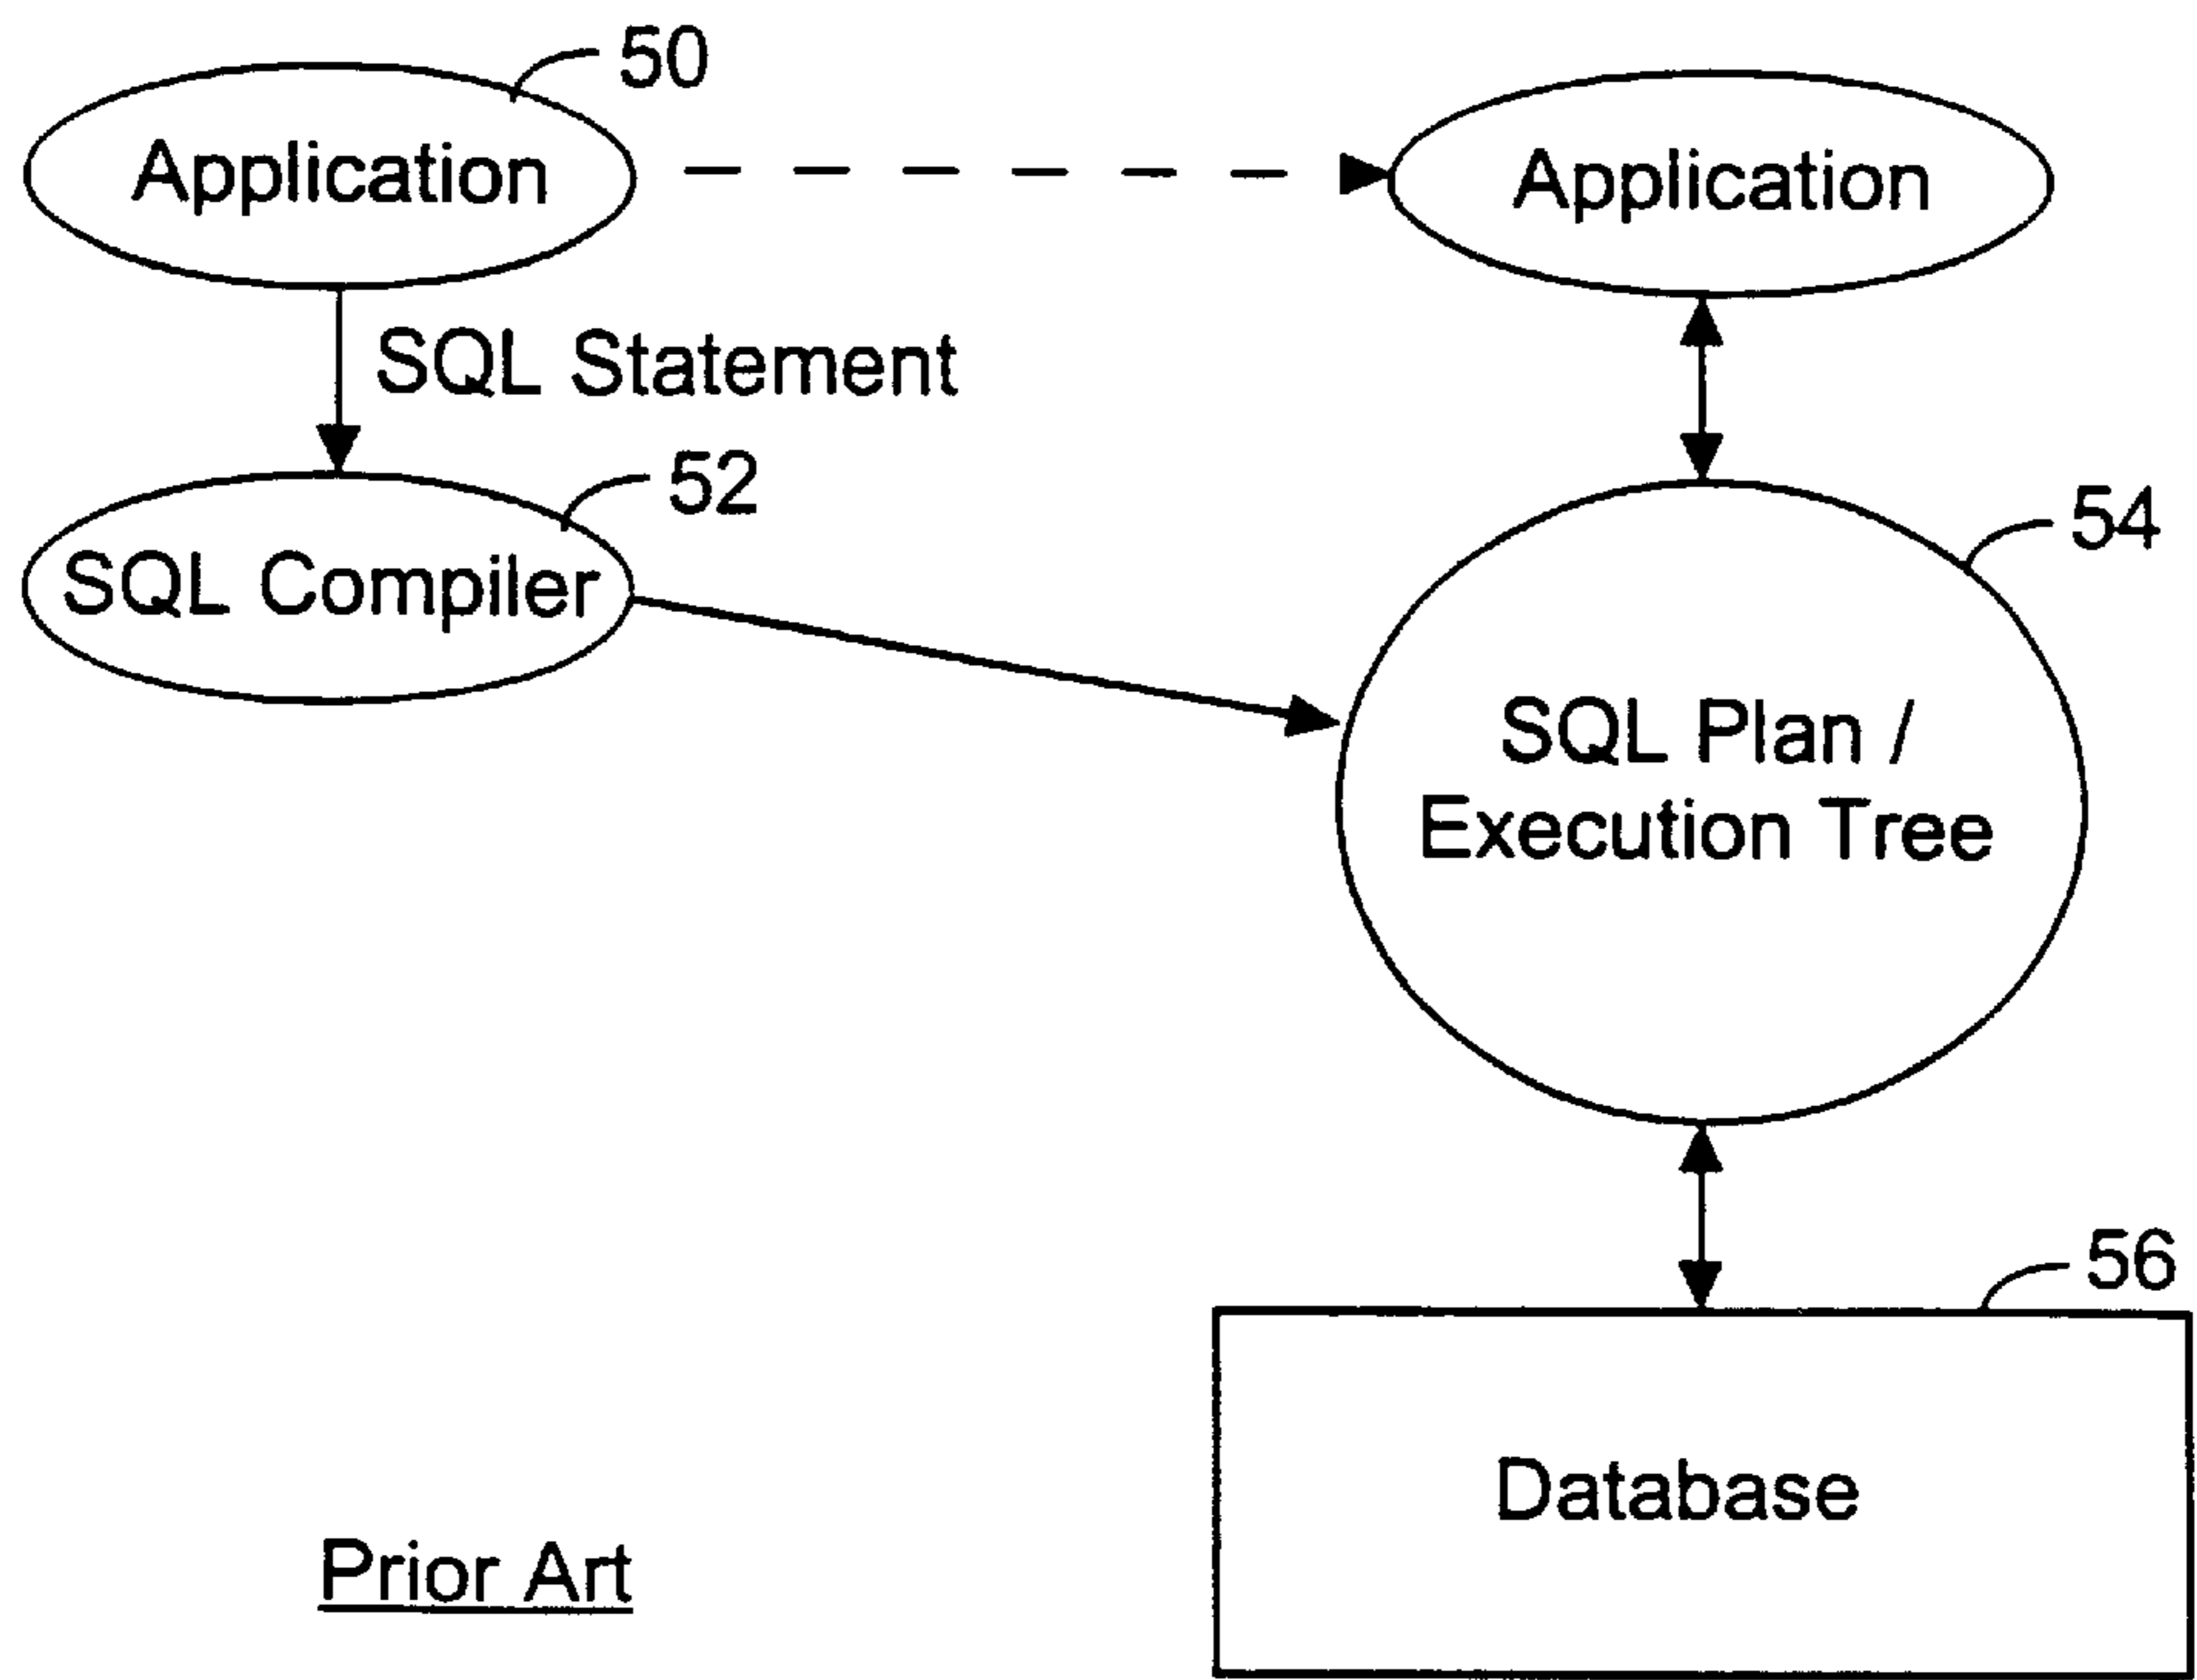 50
Application
Application
SQL Statement
52
SQL Compiler
54
SQL Plan /
Execution Tree
56
Database
Prior Art